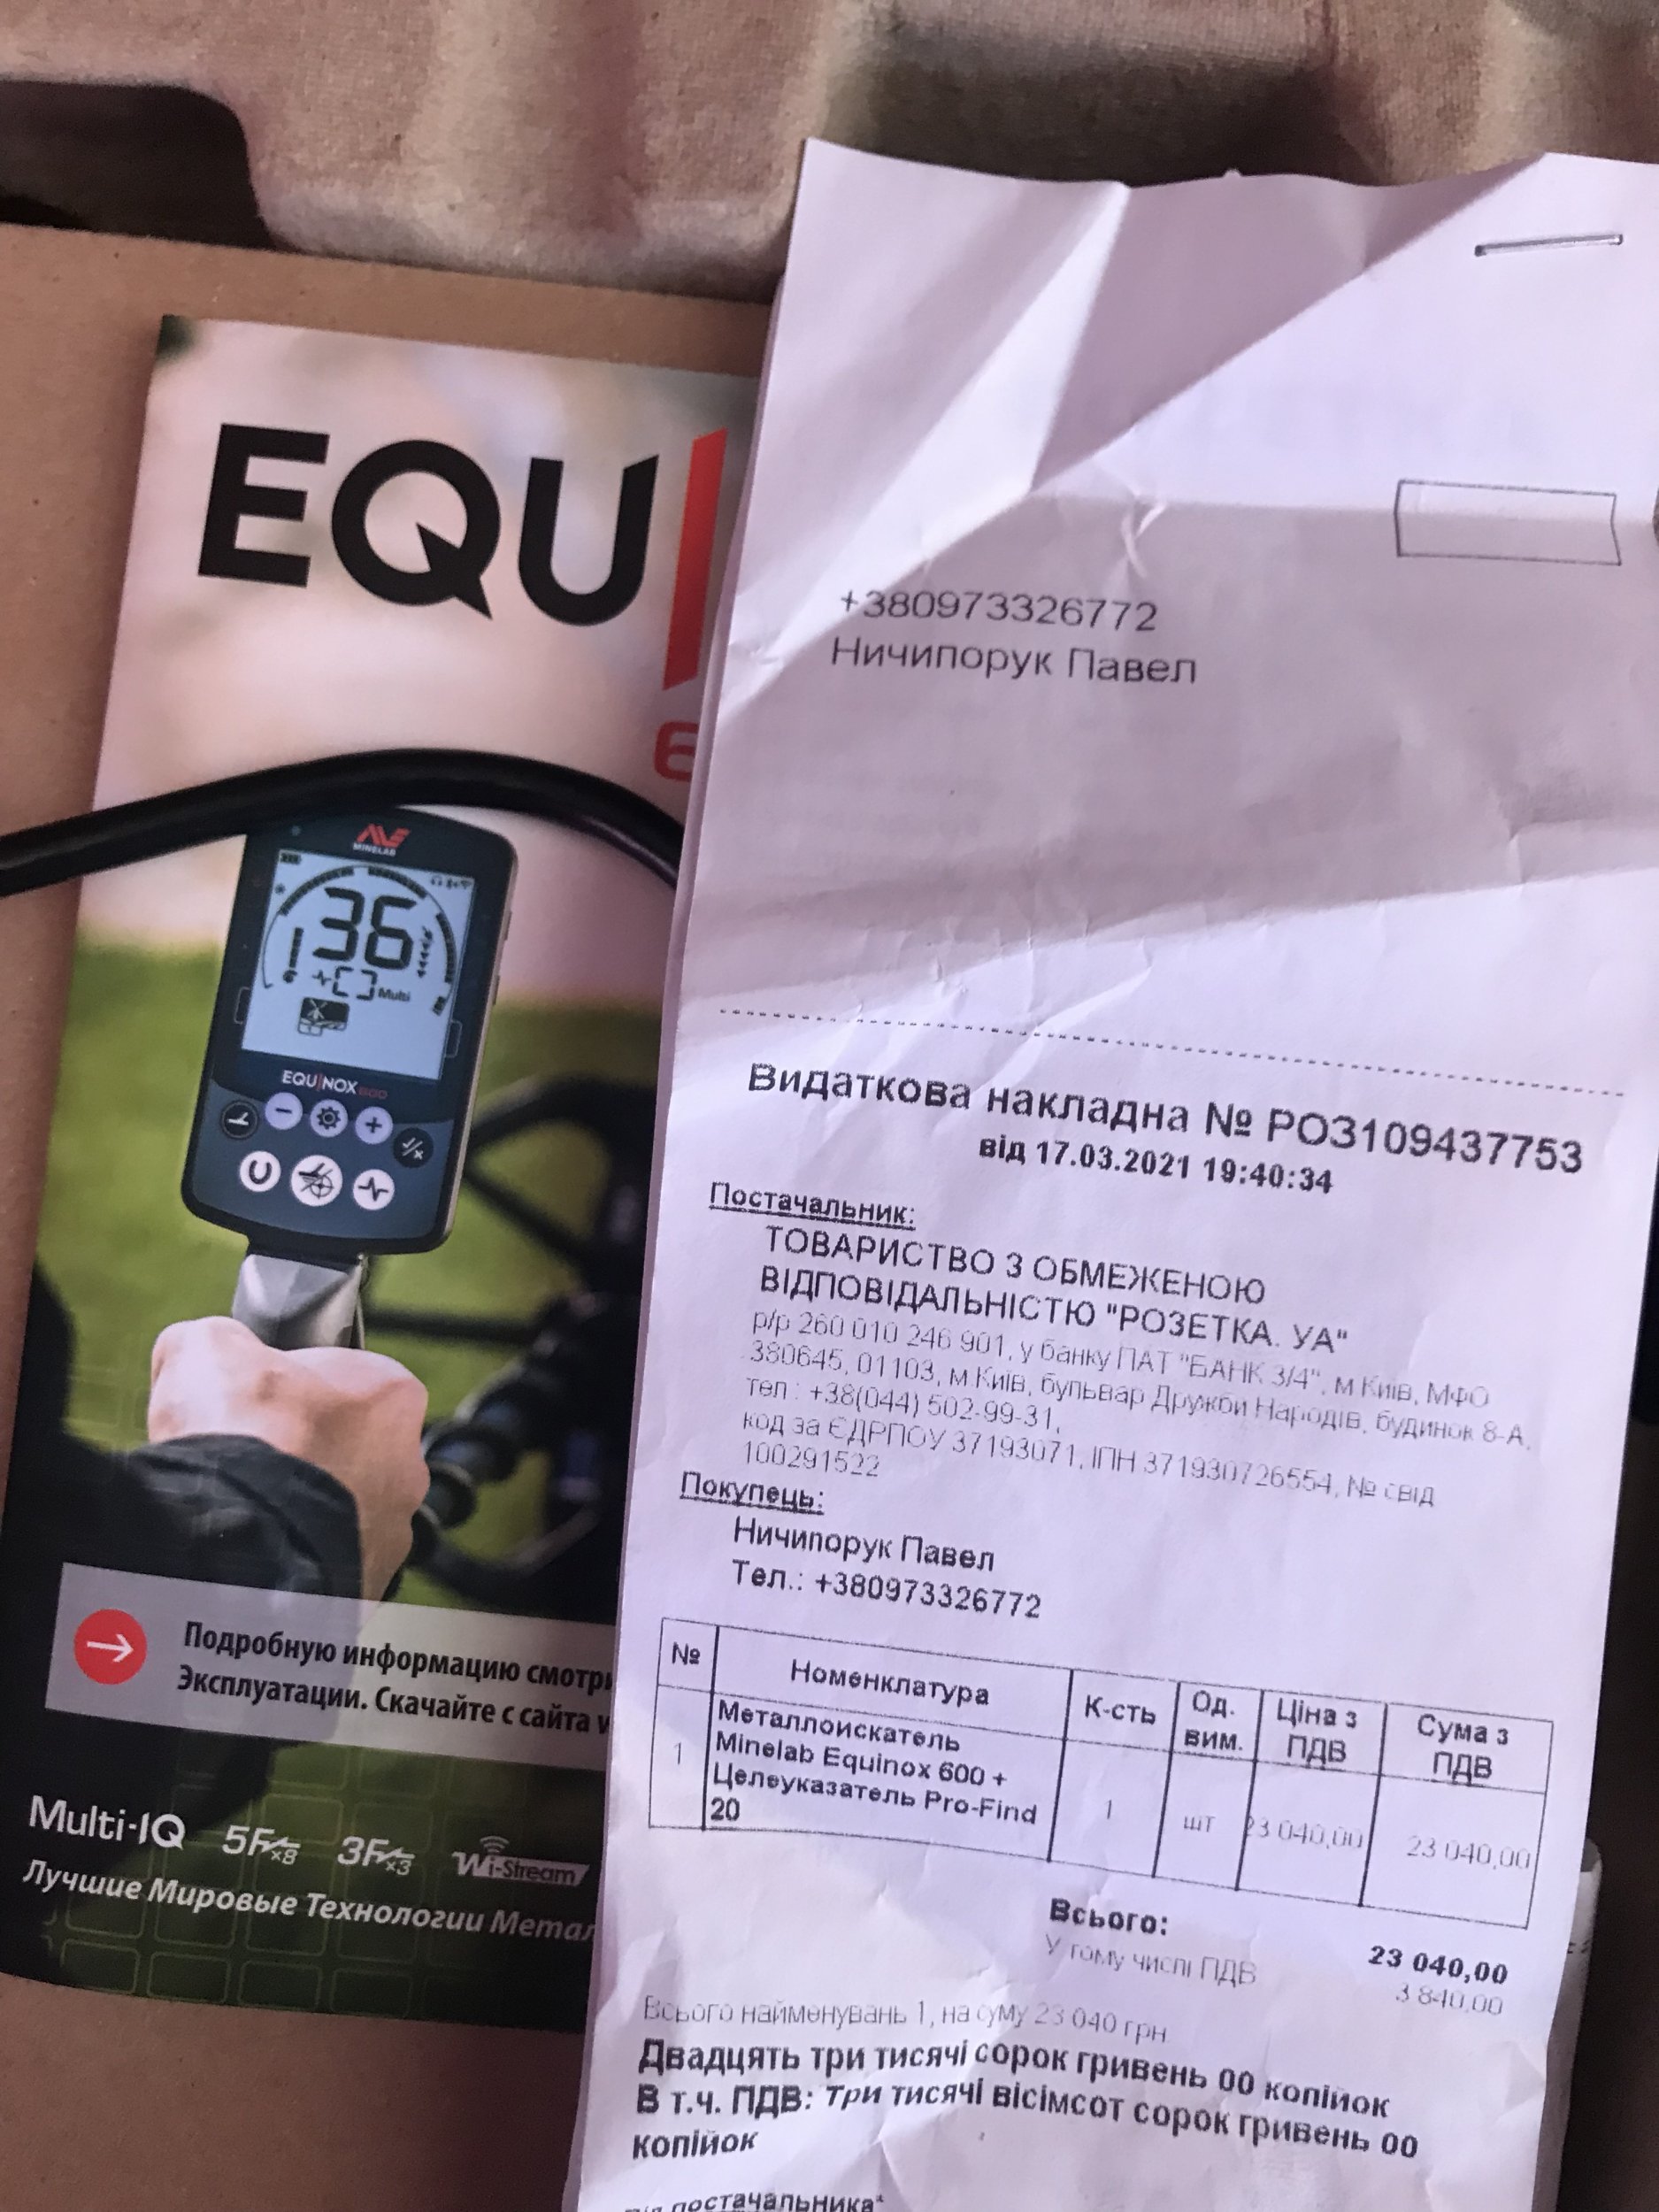 EQU
6
MINELAB
36
Multi
EQUINOX 600
Подробную информацию смотри
Эксплуатации. Скачайте с сайта
Multi-IQ 5Fx8 3Fx3 Wi-Stream
Лучшие Мировые Технологии Метал
+380973326772
Ничипорук Павел
Видаткова накладна № РОЗ109437753
від 17.03.2021 19:40:34
Постачальник:
ТОВАРИСТВО З ОБМЕЖЕНОЮ
ВІДПОВІДАЛЬНІСТЮ "РОЗЕТКА. УА"
р/р 260 010 246 901, у банку ПАТ "БАНК 3/4", м Київ, МФО
380645, 01103, м Київ, бульвар Дружби Народів, будинок 8-А,
тел.: +38(044) 502-99-31,
код за ЄДРПОУ 37193071, ІПН 371930726554, № свід
100291522
Покупець:
Ничипорук Павел
Тел.: +380973326772
№ Номенклатура К-сть Од. вим. Ціна з ПДВ Сума з ПДВ
1 Металлоискатель
Minelab Equinox 600 +
Целеуказатель Pro-Find
20
1 шт 23 040,00 23 040,00
Всього: 23 040,00
У тому числі ПДВ 3 840,00
Всього найменувань 1, на суму 23 040 грн
Двадцять три тисячі сорок гривень 00 копійок
В т.ч. ПДВ: Три тисячі вісімсот сорок гривень 00
копійок
постачальника*